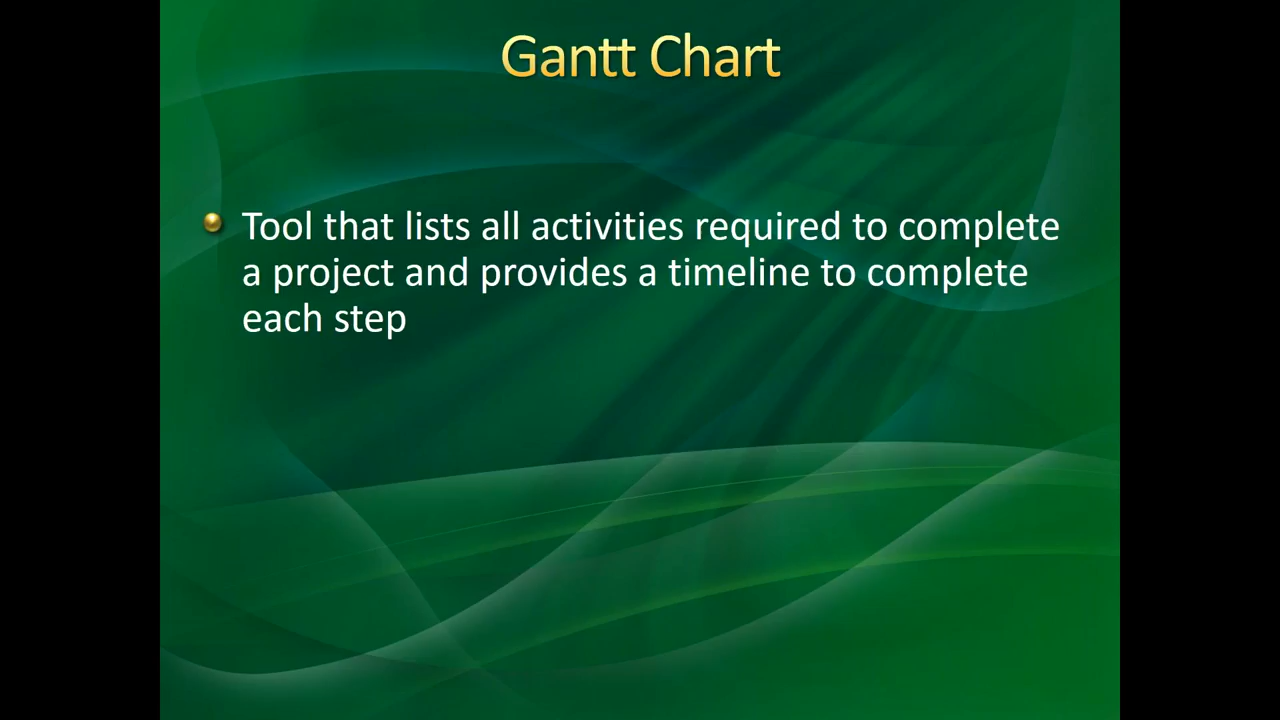 Gantt Chart
Tool that lists all activities required to complete
a project and provides a timeline to complete
each step